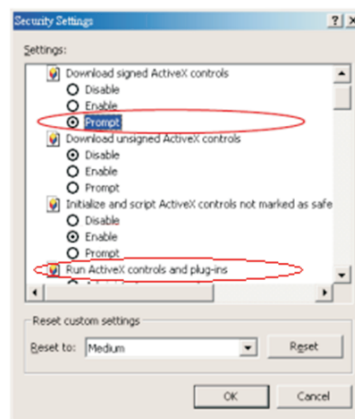 Security Settings
Settings:
Download signed ActiveX controls
Disable
Enable
Prompt
Download unsigned ActiveX controls
Disable
Enable
Prompt
Initialize and script ActiveX controls not marked as safe
Disable
Enable
Prompt
Run ActiveX controls and plug-ins
Reset custom settings
Reset to: Medium Reset
OK Cancel